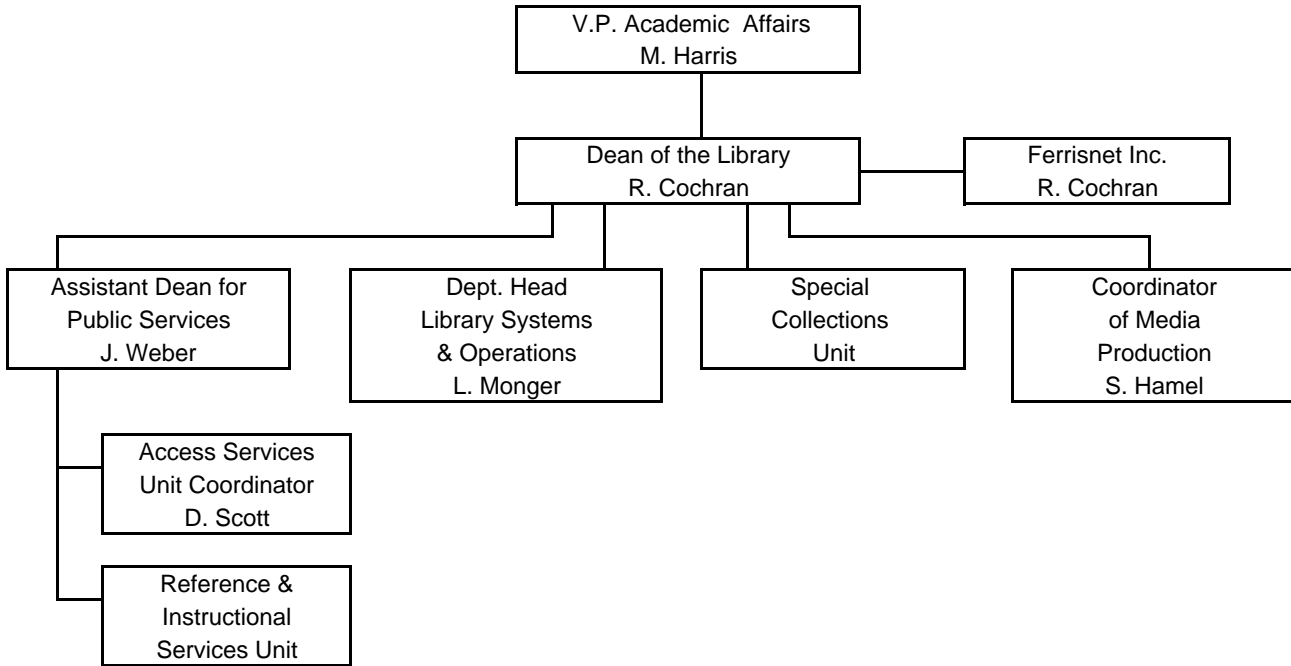 V.P. Academic Affairs
M. Harris
Dean of the Library
R. Cochran
Ferrisnet Inc.
R. Cochran
Assistant Dean for
Public Services
J. Weber
Dept. Head
Library Systems
& Operations
L. Monger
Special
Collections
Unit
Coordinator
of Media
Production
S. Hamel
Access Services
Unit Coordinator
D. Scott
Reference &
Instructional
Services Unit